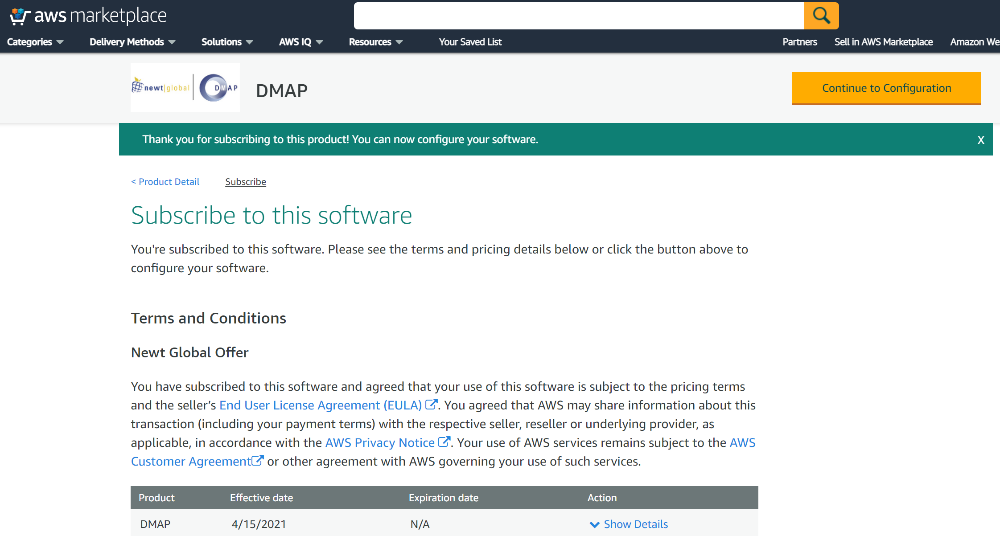 aws marketplace
Categories Delivery Methods Solutions AWS IQ Resources Your Saved List Partners Sell in AWS Marketplace Amazon We
newt|global DMAP
DMAP
Continue to Configuration
Thank you for subscribing to this product! You can now configure your software.
X
< Product Detail Subscribe
Subscribe to this software
You're subscribed to this software. Please see the terms and pricing details below or click the button above to
configure your software.
Terms and Conditions
Newt Global Offer
You have subscribed to this software and agreed that your use of this software is subject to the pricing terms
and the seller’s End User License Agreement (EULA) . You agreed that AWS may share information about this
transaction (including your payment terms) with the respective seller, reseller or underlying provider, as
applicable, in accordance with the AWS Privacy Notice . Your use of AWS services remains subject to the AWS
Customer Agreement or other agreement with AWS governing your use of such services.
Product Effective date Expiration date Action
DMAP 4/15/2021 N/A Show Details